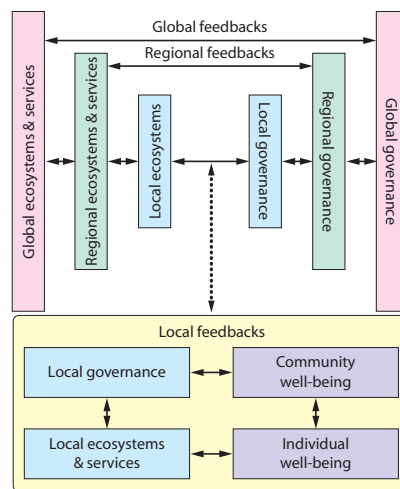 Global feedbacks
Regional feedbacks
Global ecosystems & services
Regional ecosystems & services
Local ecosystems
Local governance
Regional governance
Global governance
Local feedbacks
Local governance
Community
well-being
Local ecosystems
& services
Individual
well-being